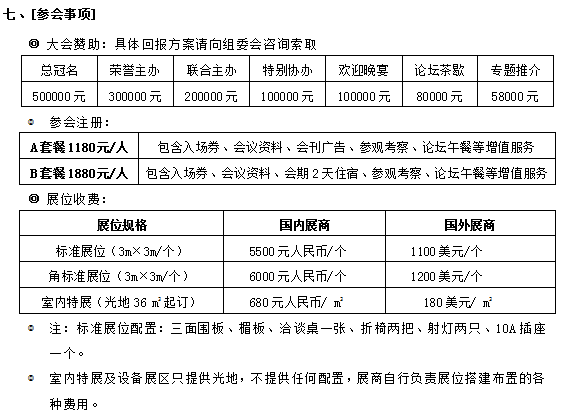 七、[参会事项]
大会赞助：具体回报方案请向组委会咨询索取
总冠名 荣誉主办 联合主办 特别协办 欢迎晚宴 论坛茶歇 专题推介
500000元 300000元 200000元 100000元 100000元 80000元 58000元
参会注册：
A套餐1180元/人 包含入场券、会议资料、会刊广告、参观考察、论坛午餐等增值服务
B套餐1880元/人 包含入场券、会议资料、会期2天住宿、参观考察、论坛午餐等增值服务
展位收费：
展位规格 国内展商 国外展商
标准展位（3m×3m/个） 5500元人民币/个 1100美元/个
角标准展位（3m×3m/个） 6000元人民币/个 1200美元/个
室内特展（光地36㎡起订） 680元人民币/㎡ 180美元/㎡
注：标准展位配置：三面围板、楣板、洽谈桌一张、折椅两把、射灯两只、10A插座
一个。
室内特展及设备展区只提供光地，不提供任何配置，展商自行负责展位搭建布置的各
种费用。